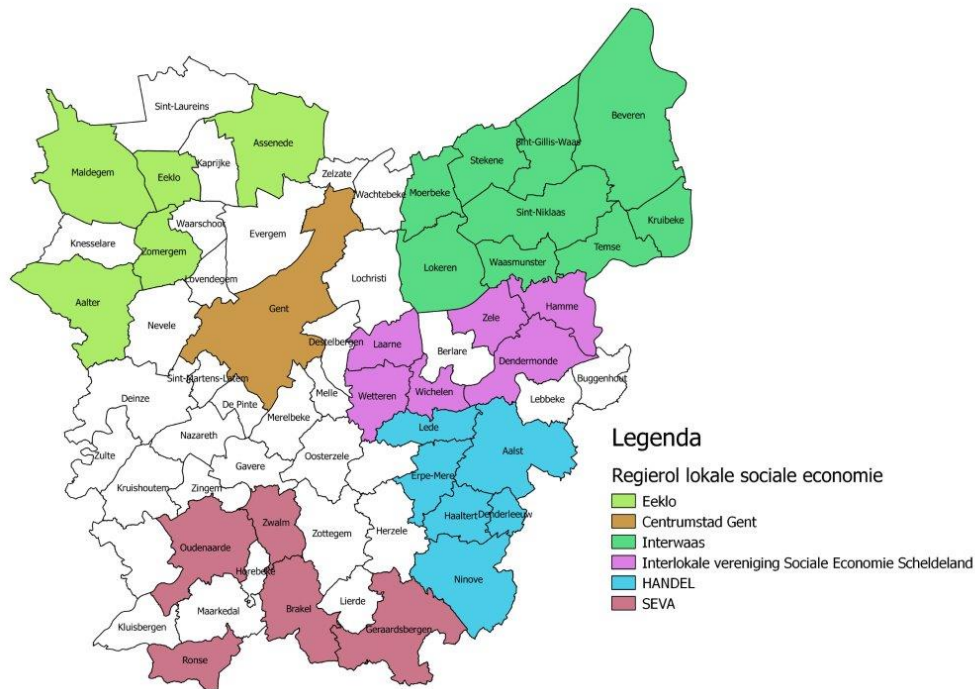 Sint-Laureins
Beveren
Assenede
Sint-Gillis-Waas
Stekene
Kaprijke
Maldegem
Eeklo
Zelzate
Moerbeke
Wachtebeke
Sint-Niklaas
Kruibeke
Waarschoot
Evergem
Knesselare
Temse
Zomergem
Waasmunster
Lokeren
Lovendegem
Lochristi
Aalter
Gent
Hamme
Zele
Nevele
Destelbergen
Laarne
Berlare
Dendermonde
Buggenhout
Sint-Martens-Latem
Melle
Wetteren
Wichelen
Lebbeke
Deinze
De Pinte
Merelbeke
Lede
Nazareth
Aalst
Zulte
Oosterzele
Gavere
Erpe-Mere
Kruishoutem
Zingem
Haaltert
Denderleeuw
Zwalm
Zottegem
Herzele
Oudenaarde
Horebeke
Ninove
Lierde
Maarkedal
Brakel
Kluisbergen
Geraardsbergen
Ronse
Legenda
Regierol lokale sociale economie
Eeklo
Centrumstad Gent
Interwaas
Interlokale vereniging Sociale Economie Scheldeland
HANDEL
SEVA